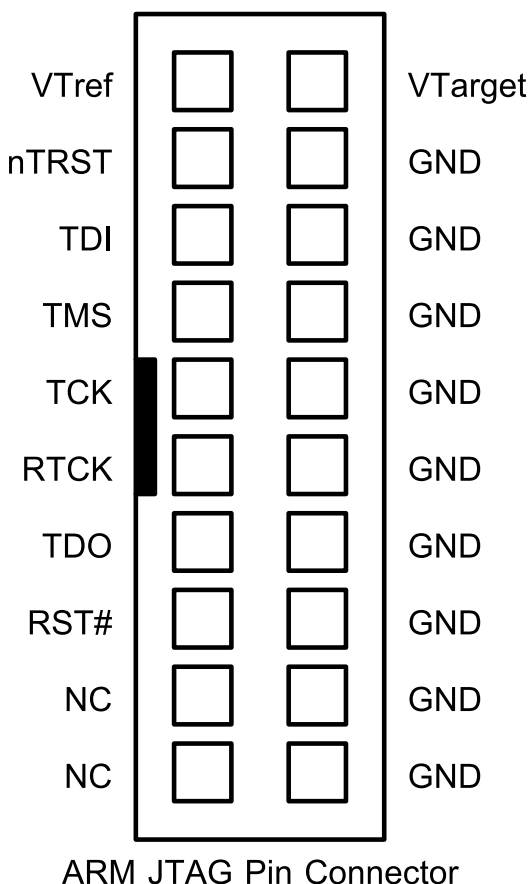 VTref VTarget
nTRST GND
TDI GND
TMS GND
TCK GND
RTCK GND
TDO GND
RST# GND
NC GND
NC GND
ARM JTAG Pin Connector